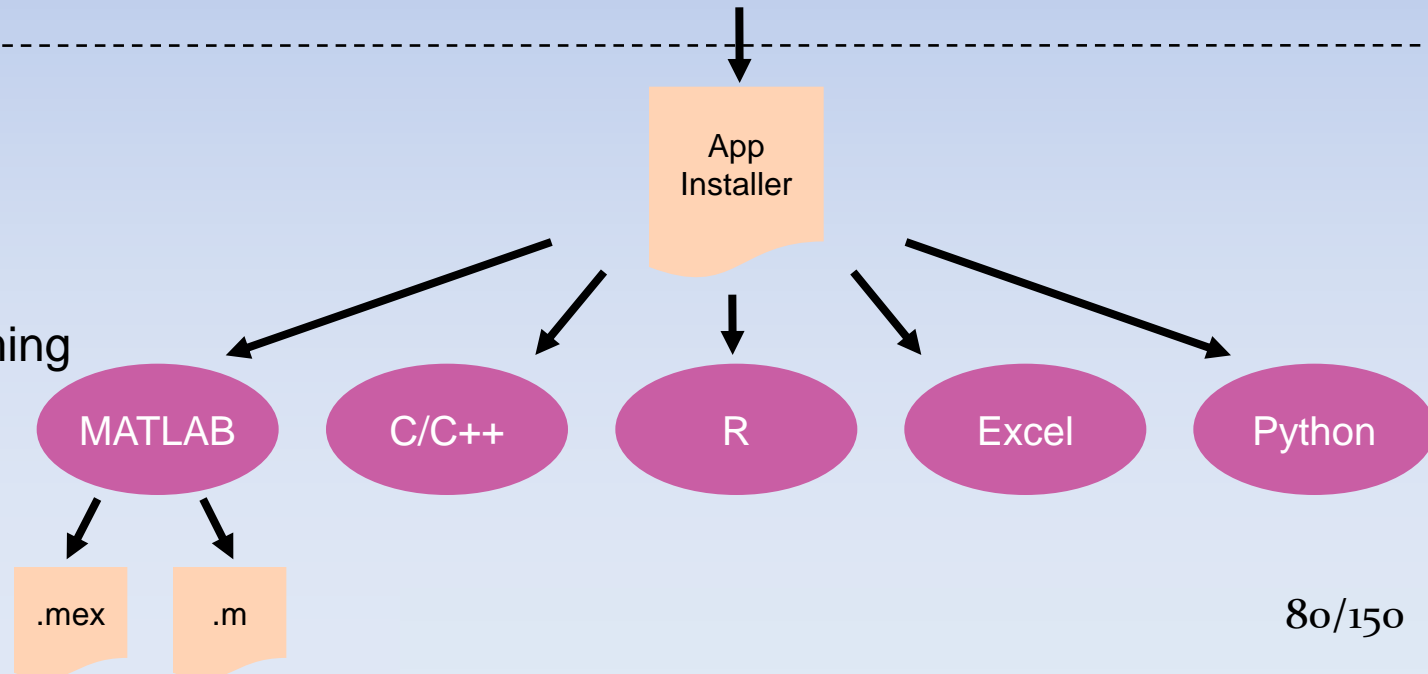 App
Installer
ning
MATLAB
C/C++
R
Excel
Python
.mex
.m
80/150